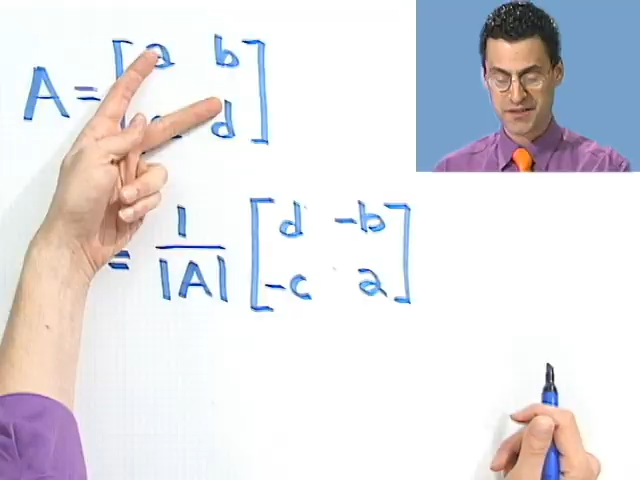 A = [ a b
c d ]
= 1/|A| [ d -b
-c a ]